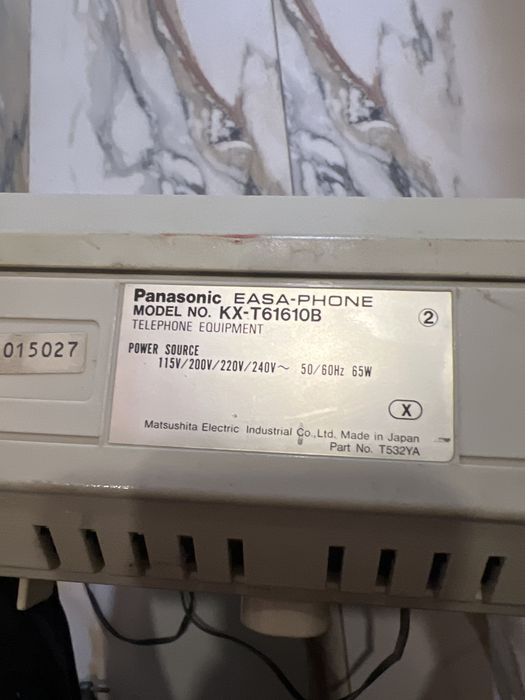 Panasonic EASA-PHONE
MODEL NO. KX-T61610B
TELEPHONE EQUIPMENT
2
015027
POWER SOURCE
115V/200V/220V/240V~ 50/60Hz 65W
X
Matsushita Electric Industrial Co.,Ltd. Made in Japan
Part No. T532YA